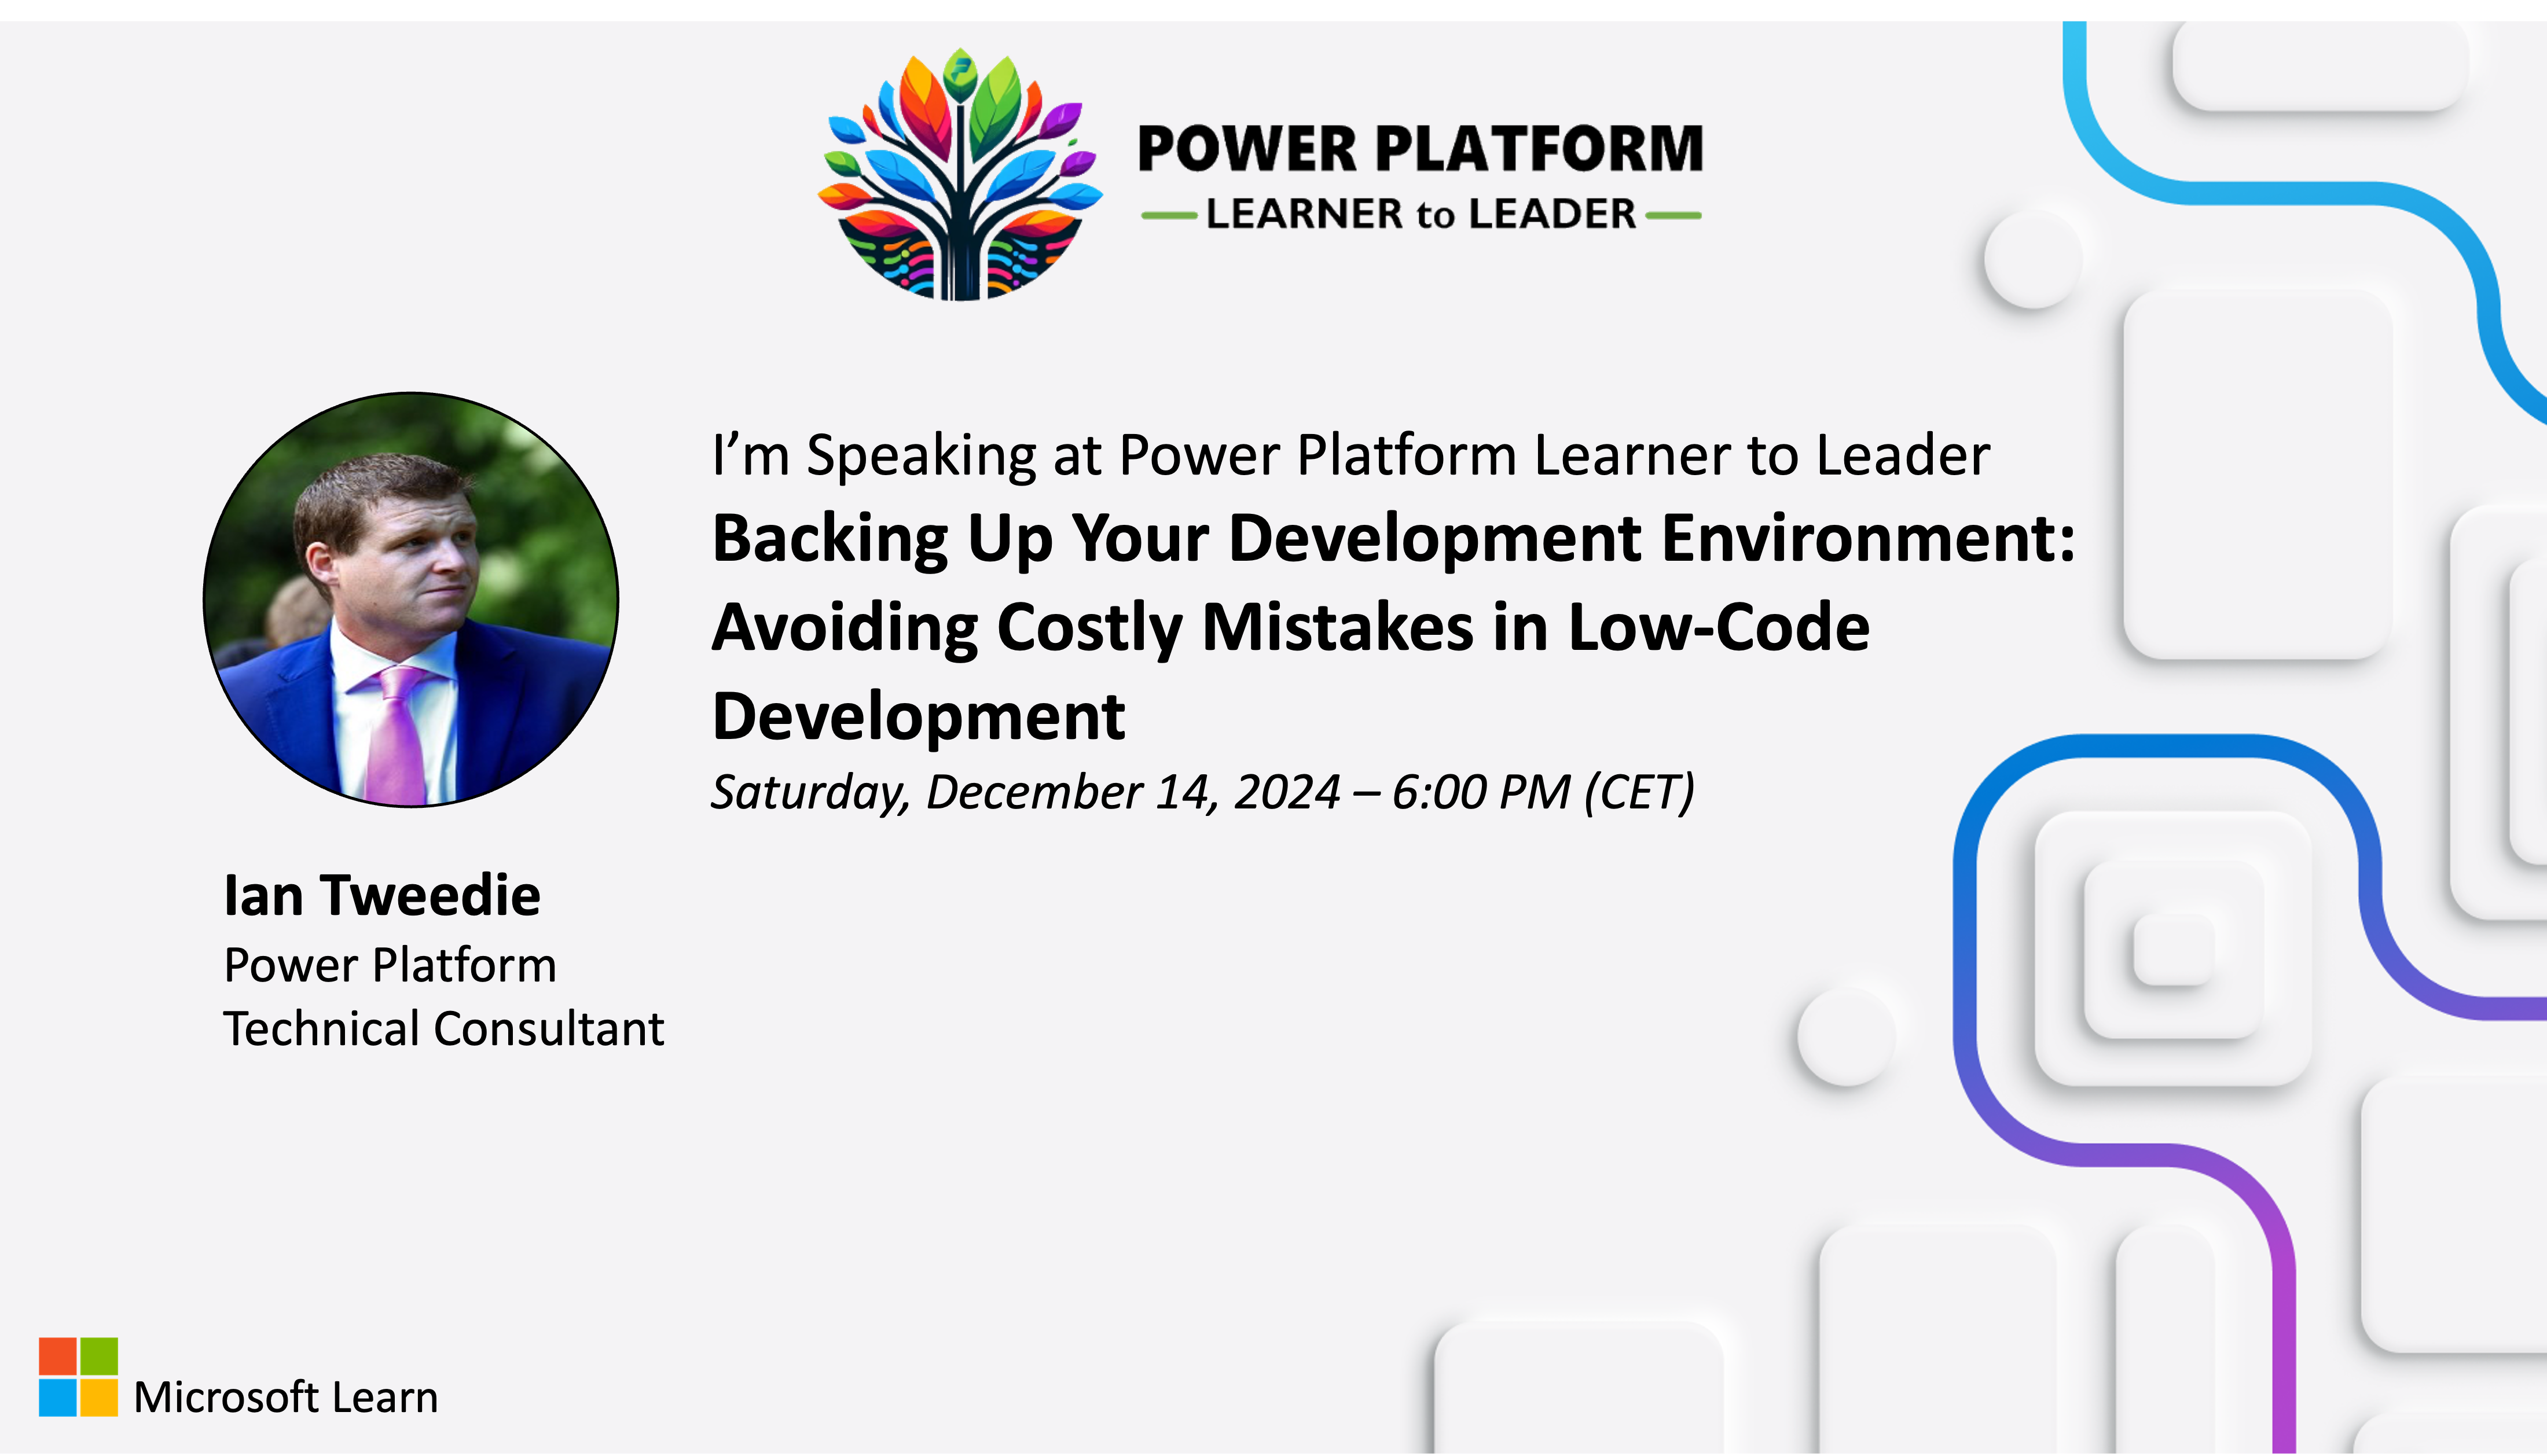 POWER PLATFORM
LEARNER to LEADER
I’m Speaking at Power Platform Learner to Leader
Backing Up Your Development Environment:
Avoiding Costly Mistakes in Low-Code
Development
Saturday, December 14, 2024 – 6:00 PM (CET)
Ian Tweedie
Power Platform
Technical Consultant
Microsoft Learn